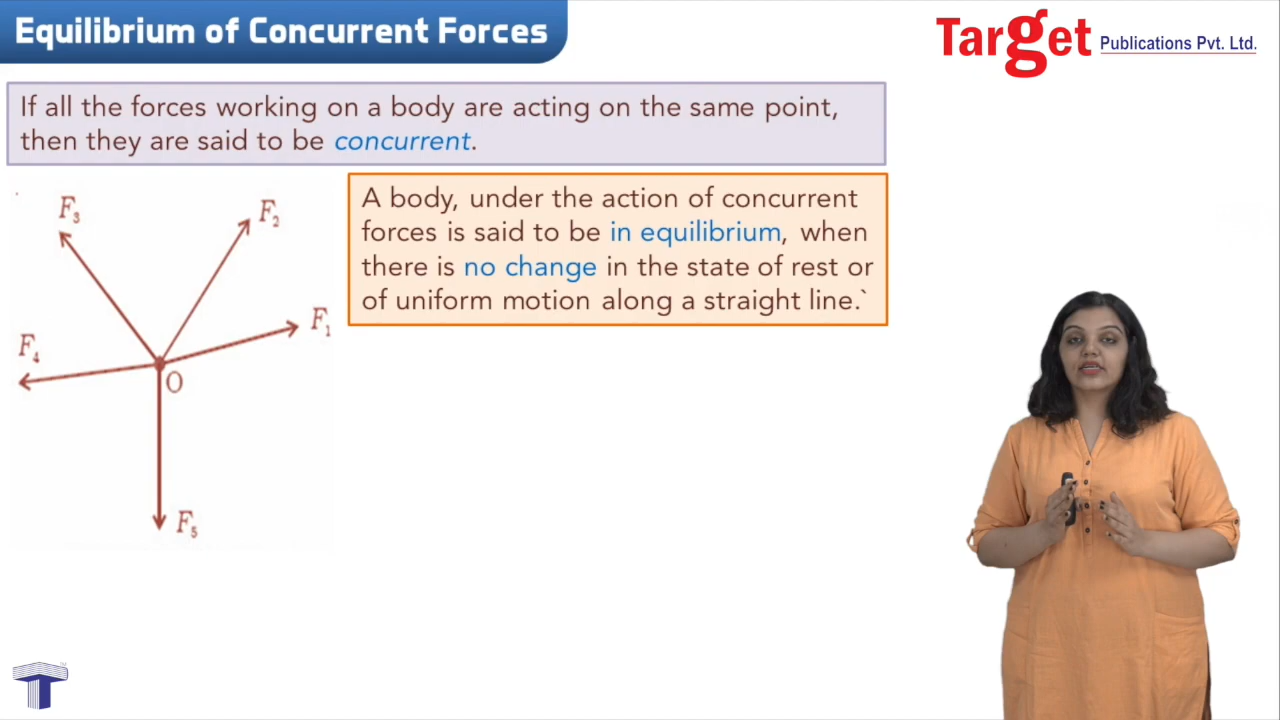 Equilibrium of Concurrent Forces
Target Publications Pvt. Ltd.
If all the forces working on a body are acting on the same point,
then they are said to be concurrent.
A body, under the action of concurrent
forces is said to be in equilibrium, when
there is no change in the state of rest or
of uniform motion along a straight line.`
F₃
F₂
F₁
F₄
O
F₅